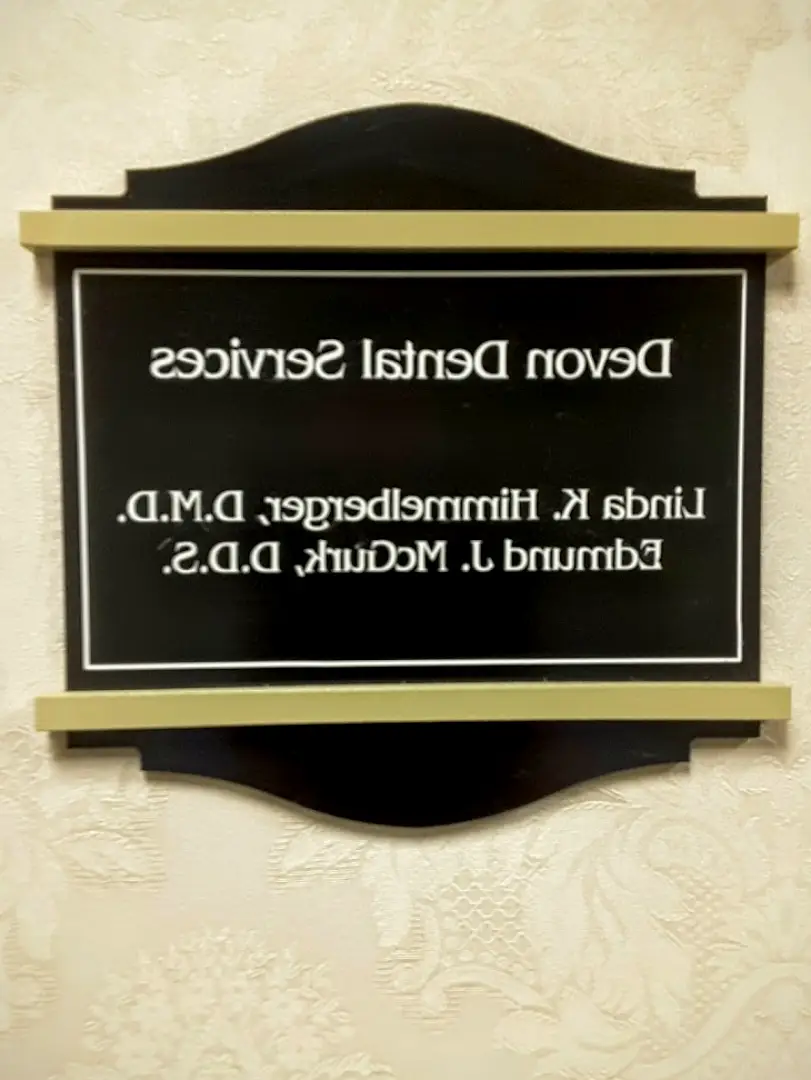 Devon Dental Services
Linda K. Himmelberger, D.M.D.
Edmund J. McGurk, D.D.S.